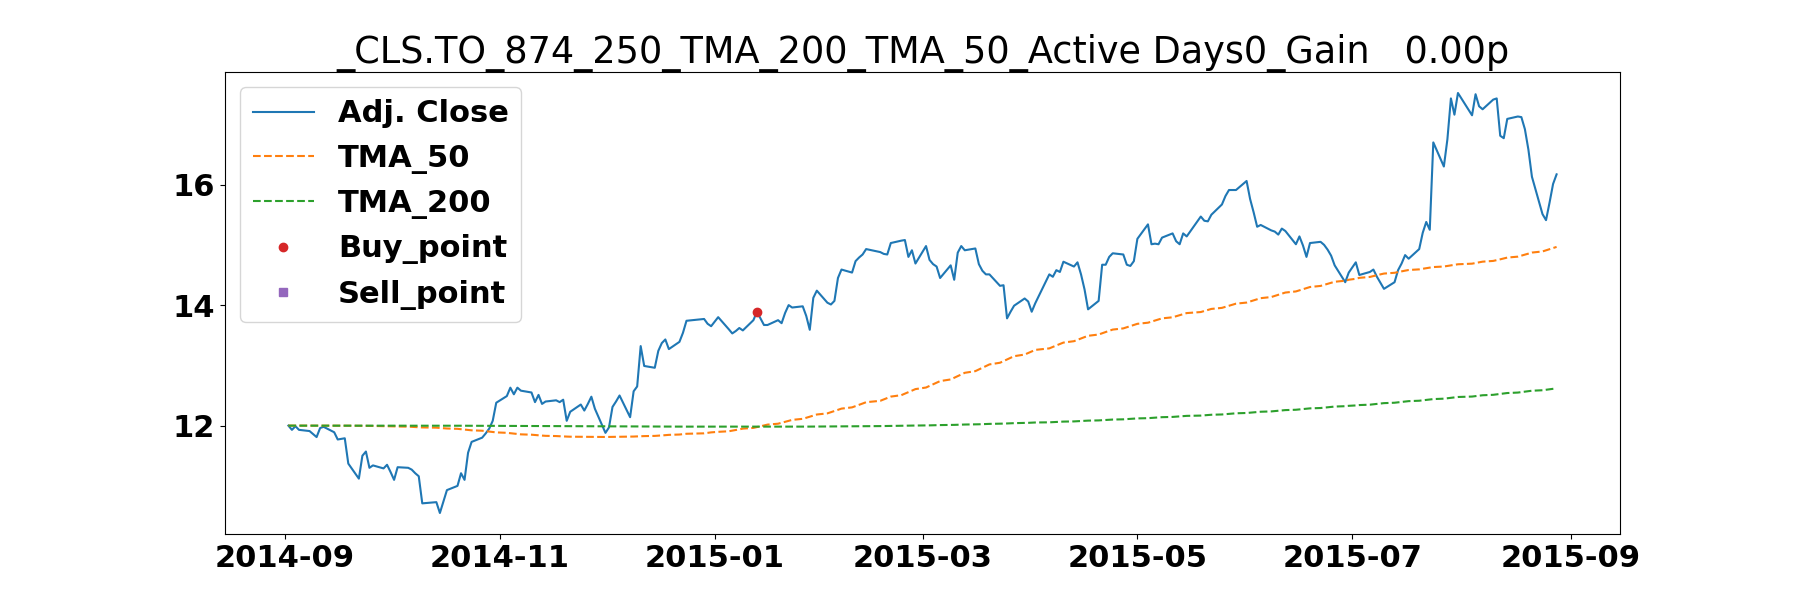 _CLS.TO_874_250_TMA_200_TMA_50_Active Days0_Gain   0.00p
Adj. Close
TMA_50
TMA_200
Buy_point
Sell_point
16
14
12
2014-09 2014-11 2015-01 2015-03 2015-05 2015-07 2015-09